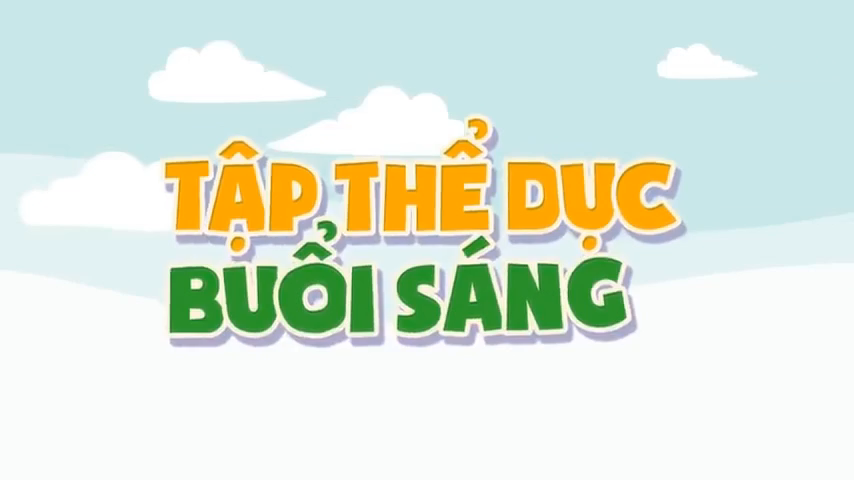 TẬP THỂ DỤC
BUỔI SÁNG